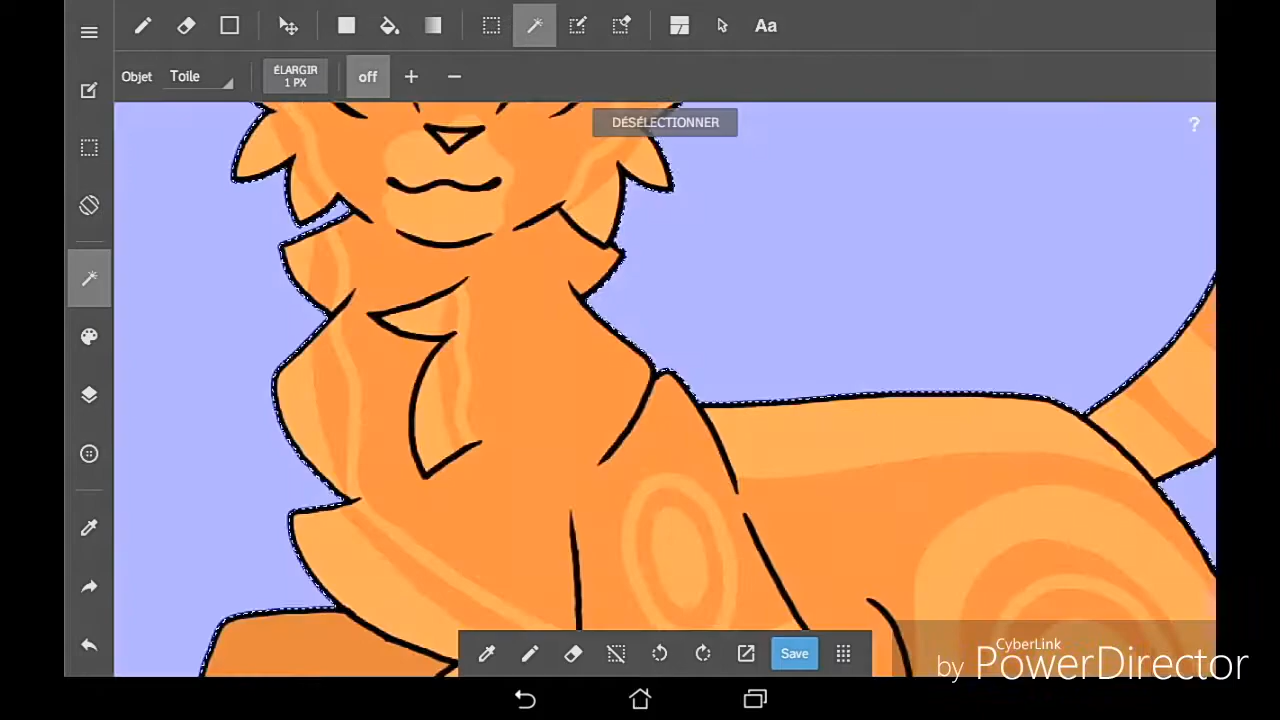 Aa
Objet Toile ÉLARGIR 1 PX off + −
DÉSÉLECTIONNER ?
Save
CyberLink
by PowerDirector